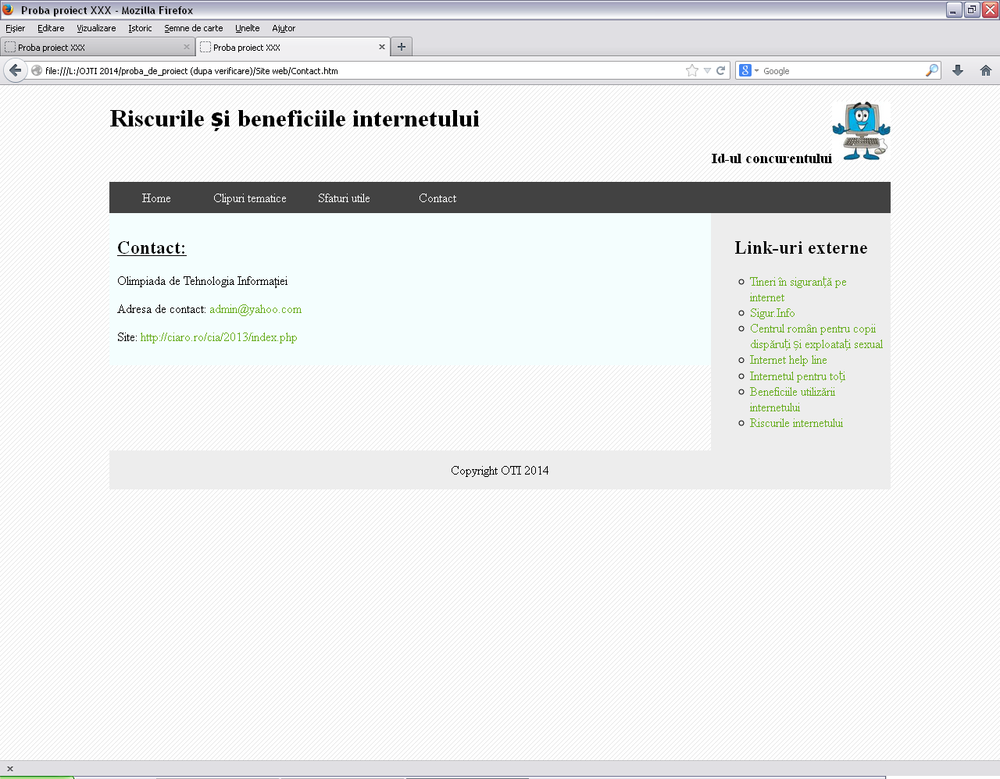 Proba proiect XXX - Mozilla Firefox
Fișier Editare Vizualizare Istoric Semne de carte Unelte Ajutor
Proba proiect XXX Proba proiect XXX
file:///L:/OJTI 2014/proba_de_proiect (dupa verificare)/Site web/Contact.htm Google
Riscurile și beneficiile internetului
Id-ul concurentului
Home Clipuri tematice Sfaturi utile Contact
Contact:
Olimpiada de Tehnologia Informației
Adresa de contact: admin@yahoo.com
Site: http://ciaro.ro/cia/2013/index.php
Link-uri externe
Tineri în siguranță pe
internet
Sigur.Info
Centrul român pentru copii
dispăruți și exploatați sexual
Internet help line
Internetul pentru toți
Beneficiile utilizării
internetului
Riscurile internetului
Copyright OTI 2014